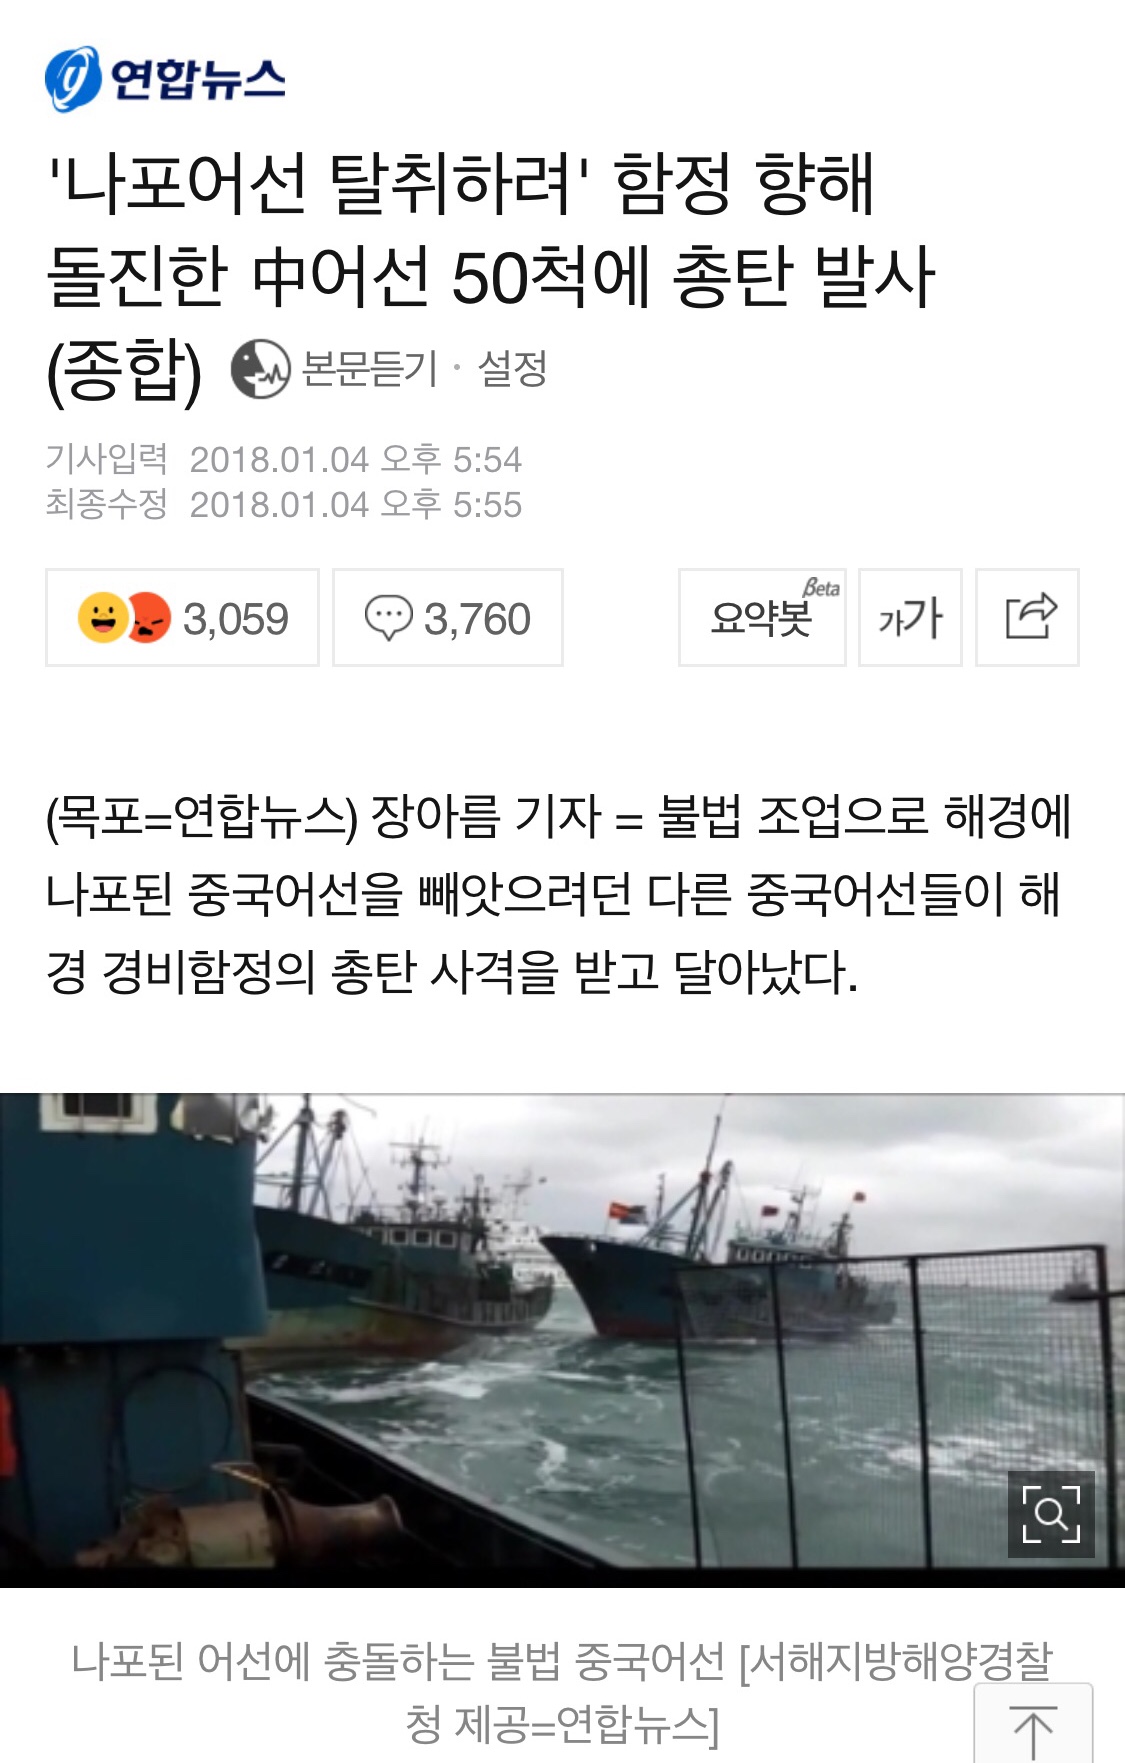 연합뉴스
'나포어선 탈취하려' 함정 향해
돌진한 中어선 50척에 총탄 발사
(종합) 본문듣기 · 설정
기사입력 2018.01.04 오후 5:54
최종수정 2018.01.04 오후 5:55
3,059 3,760 요약봇 Beta 가가
(목포=연합뉴스) 장아름 기자 = 불법 조업으로 해경에
나포된 중국어선을 빼앗으려던 다른 중국어선들이 해
경 경비함정의 총탄 사격을 받고 달아났다.
나포된 어선에 충돌하는 불법 중국어선 [서해지방해양경찰
청 제공=연합뉴스]